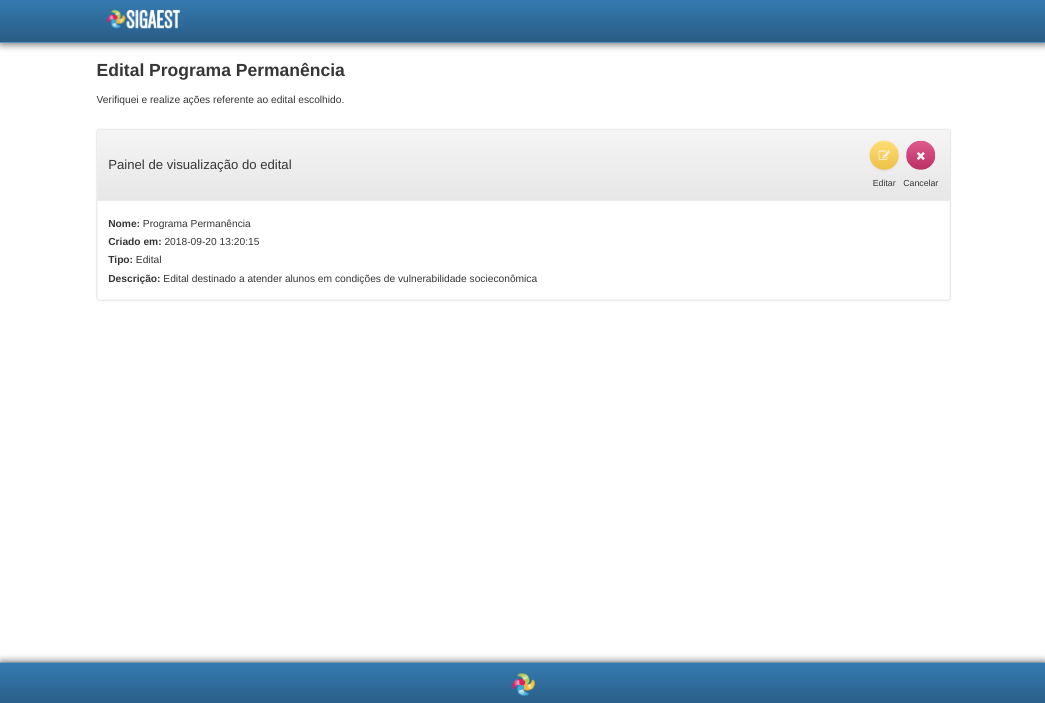 SIGAEST
Edital Programa Permanência
Verifiquei e realize ações referente ao edital escolhido.
Painel de visualização do edital
Editar Cancelar
Nome: Programa Permanência
Criado em: 2018-09-20 13:20:15
Tipo: Edital
Descrição: Edital destinado a atender alunos em condições de vulnerabilidade socieconômica